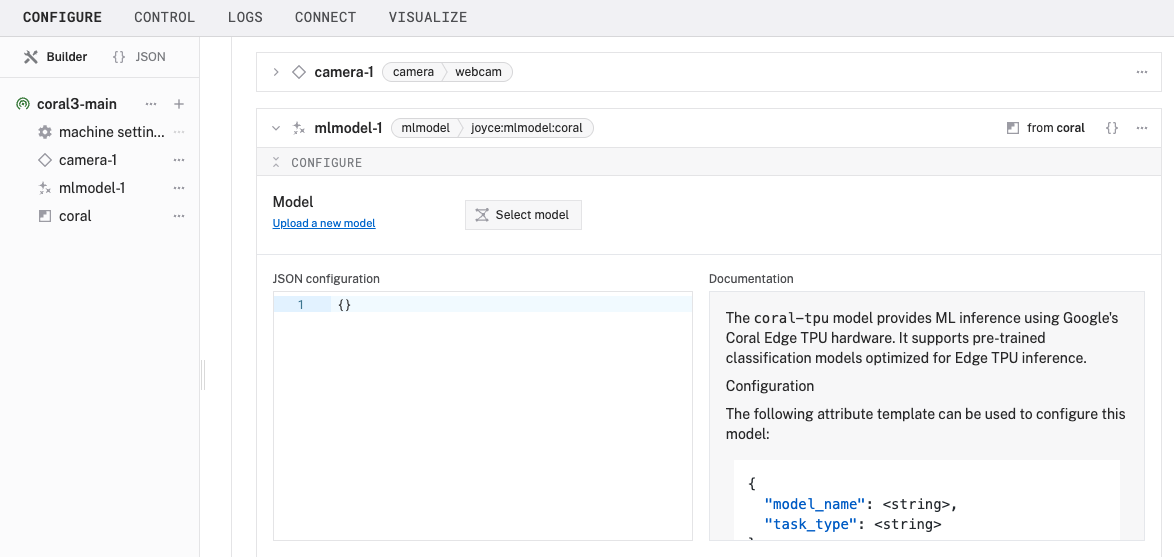 CONFIGURE CONTROL LOGS CONNECT VISUALIZE
Builder {} JSON
coral3-main ... +
machine settin... ...
camera-1 ...
mlmodel-1 ...
coral ...
camera-1 camera webcam ...
mlmodel-1 mlmodel joyce:mlmodel:coral from coral {} ...
CONFIGURE
Model
Upload a new model
Select model
JSON configuration
1 {}
Documentation
The coral-tpu model provides ML inference using Google's
Coral Edge TPU hardware. It supports pre-trained
classification models optimized for Edge TPU inference.
Configuration
The following attribute template can be used to configure this
model:
{
"model_name": <string>,
"task_type": <string>